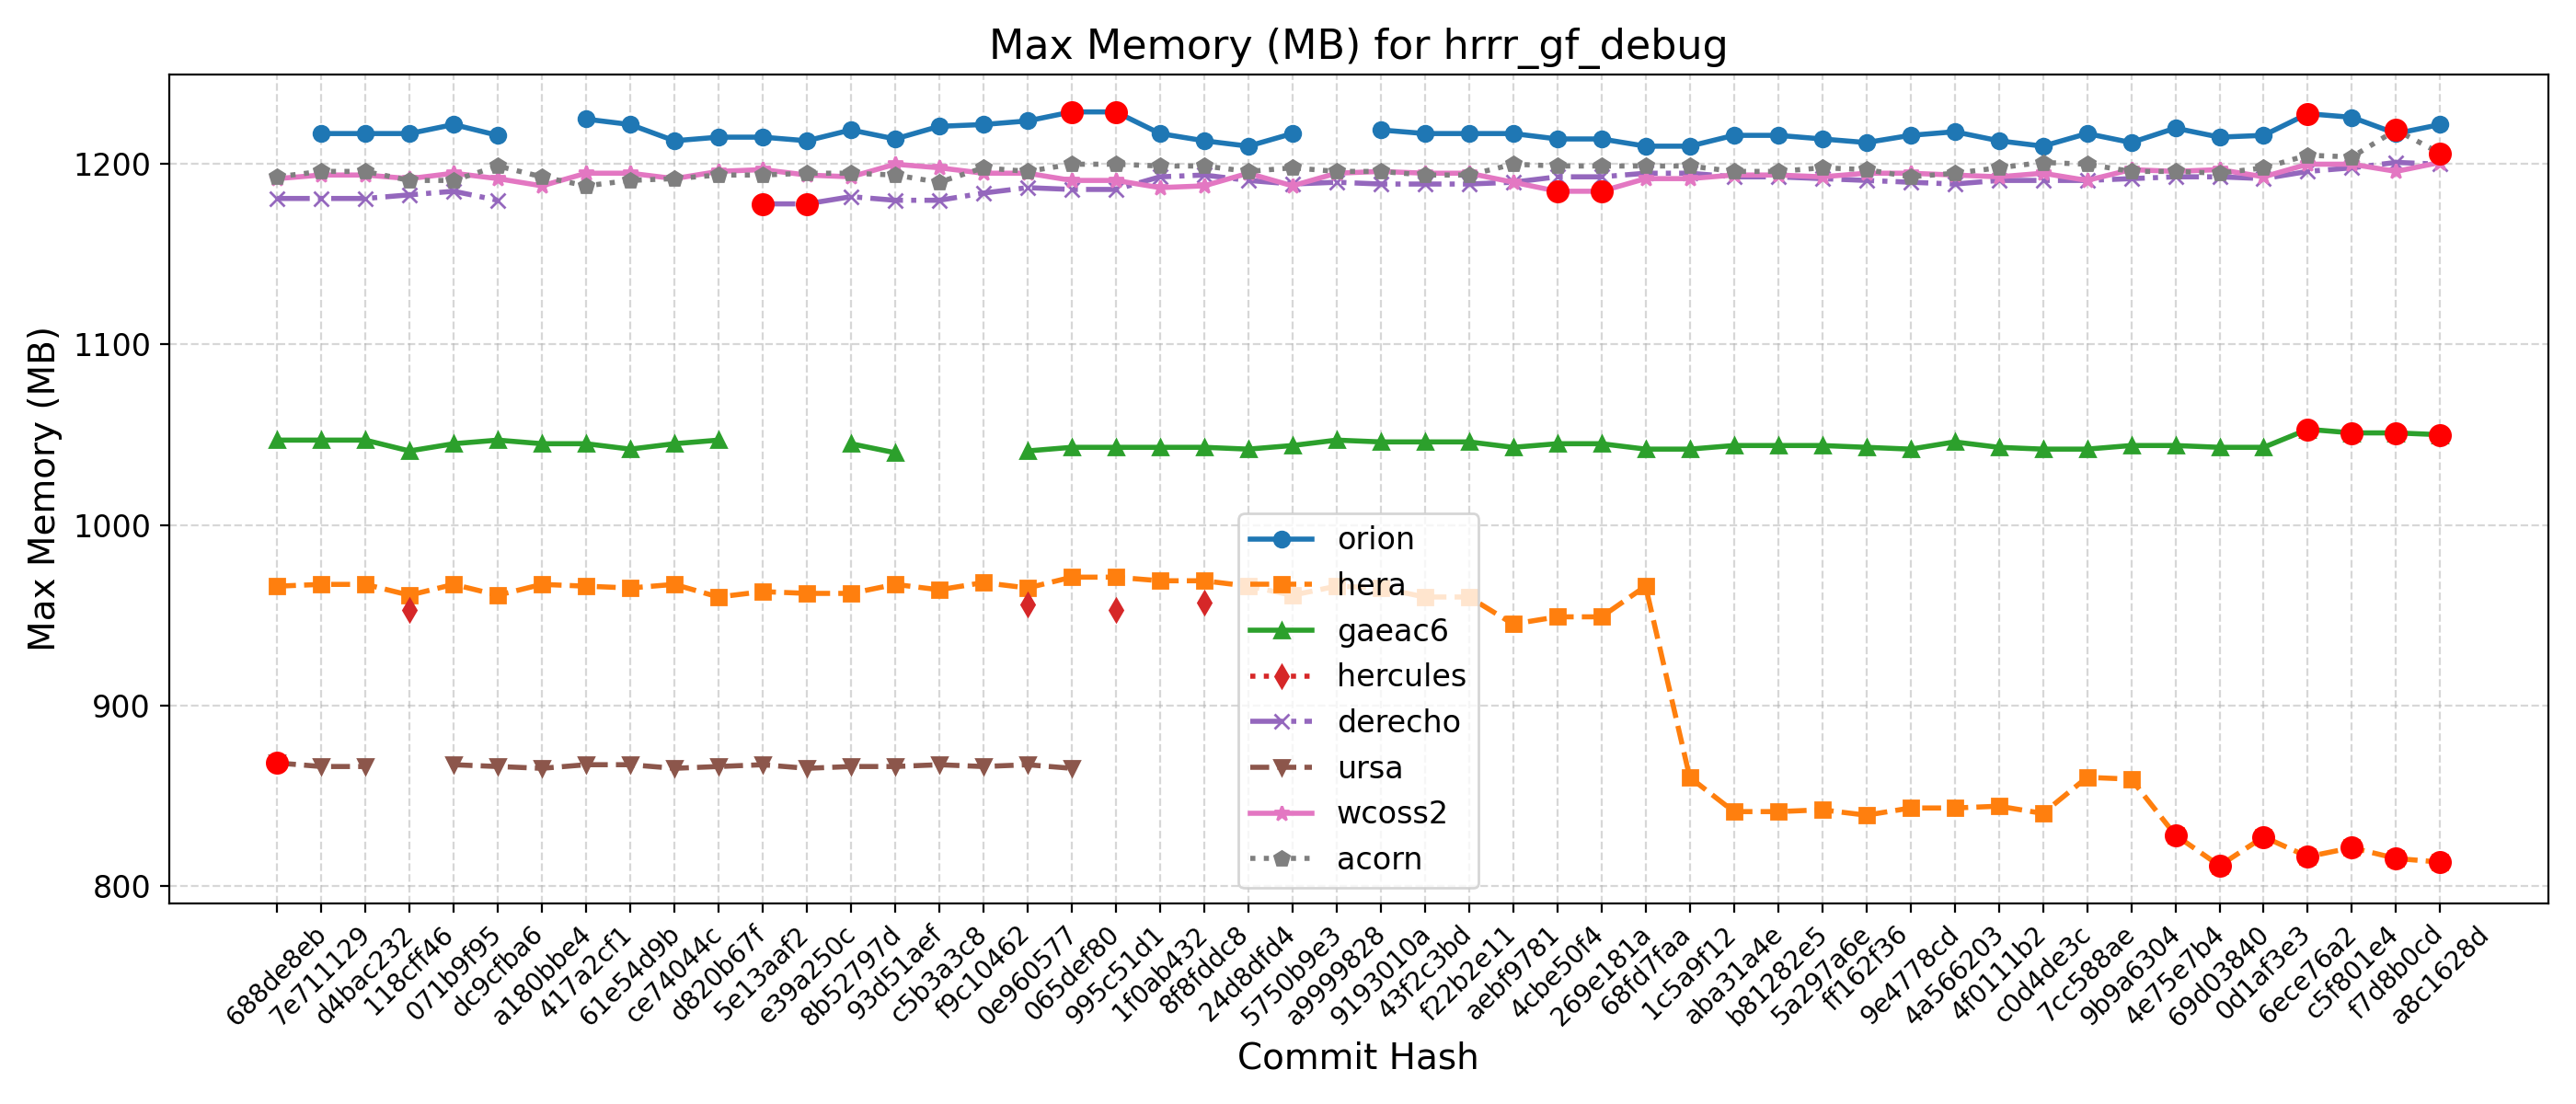 Max Memory (MB) for hrrr_gf_debug
Max Memory (MB)
1200
1100
1000
900
800
orion
hera
gaeac6
hercules
derecho
ursa
wcoss2
acorn
688de8eb
7e711129
d4bac232
118cff46
071b9f95
dc9cfba6
a180bbe4
417a2cf1
61e54d9b
ce74044c
d820b67f
5e13aaf2
e39a250c
8b52797d
93d51aef
c5b3a3c8
f9c10462
0e960577
065def80
995c51d1
1f0ab432
8f8fddc8
24d8dfd4
5750b9e3
a9999828
9193010a
43f2c3bd
f22b2e11
aebf9781
4cbe50f4
269e181a
68fd7faa
1c5a9f12
aba31a4e
b81282e5
5a297a6e
ff162f36
9e4778cd
4a566203
4f0111b2
c0d4de3c
7cc588ae
9b9a6304
4e75e7b4
69d03840
0d1af3e3
6ece76a2
c5f801e4
f7d8b0cd
a8c1628d
Commit Hash